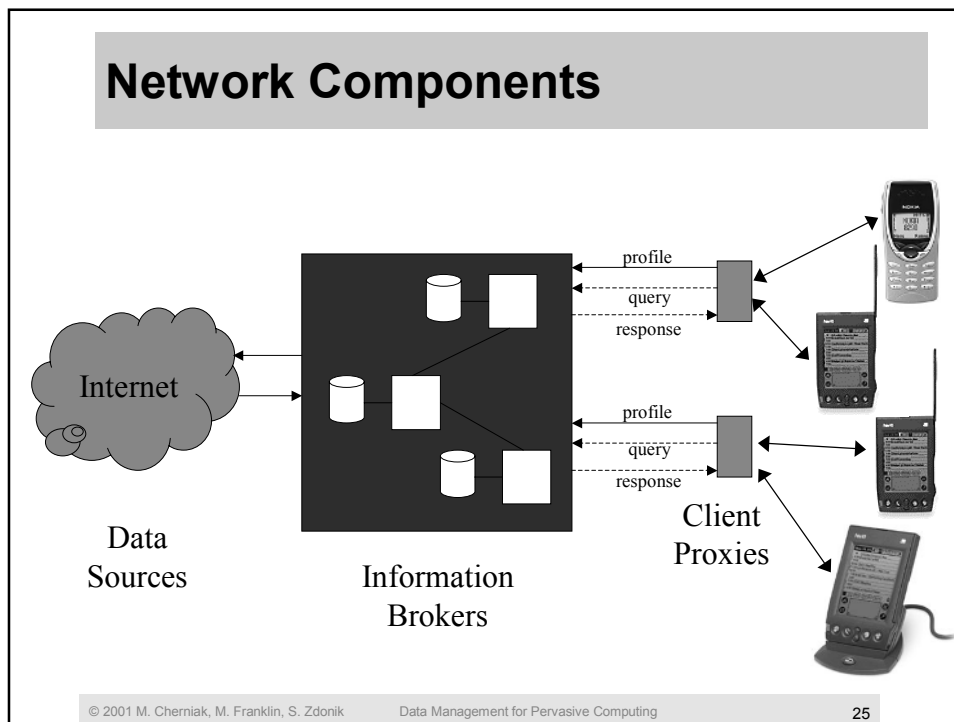 Network Components
NOKIA
profile
query
response
Internet
profile
query
response
Data
Sources
Information
Brokers
Client
Proxies
© 2001 M. Cherniak, M. Franklin, S. Zdonik Data Management for Pervasive Computing 25